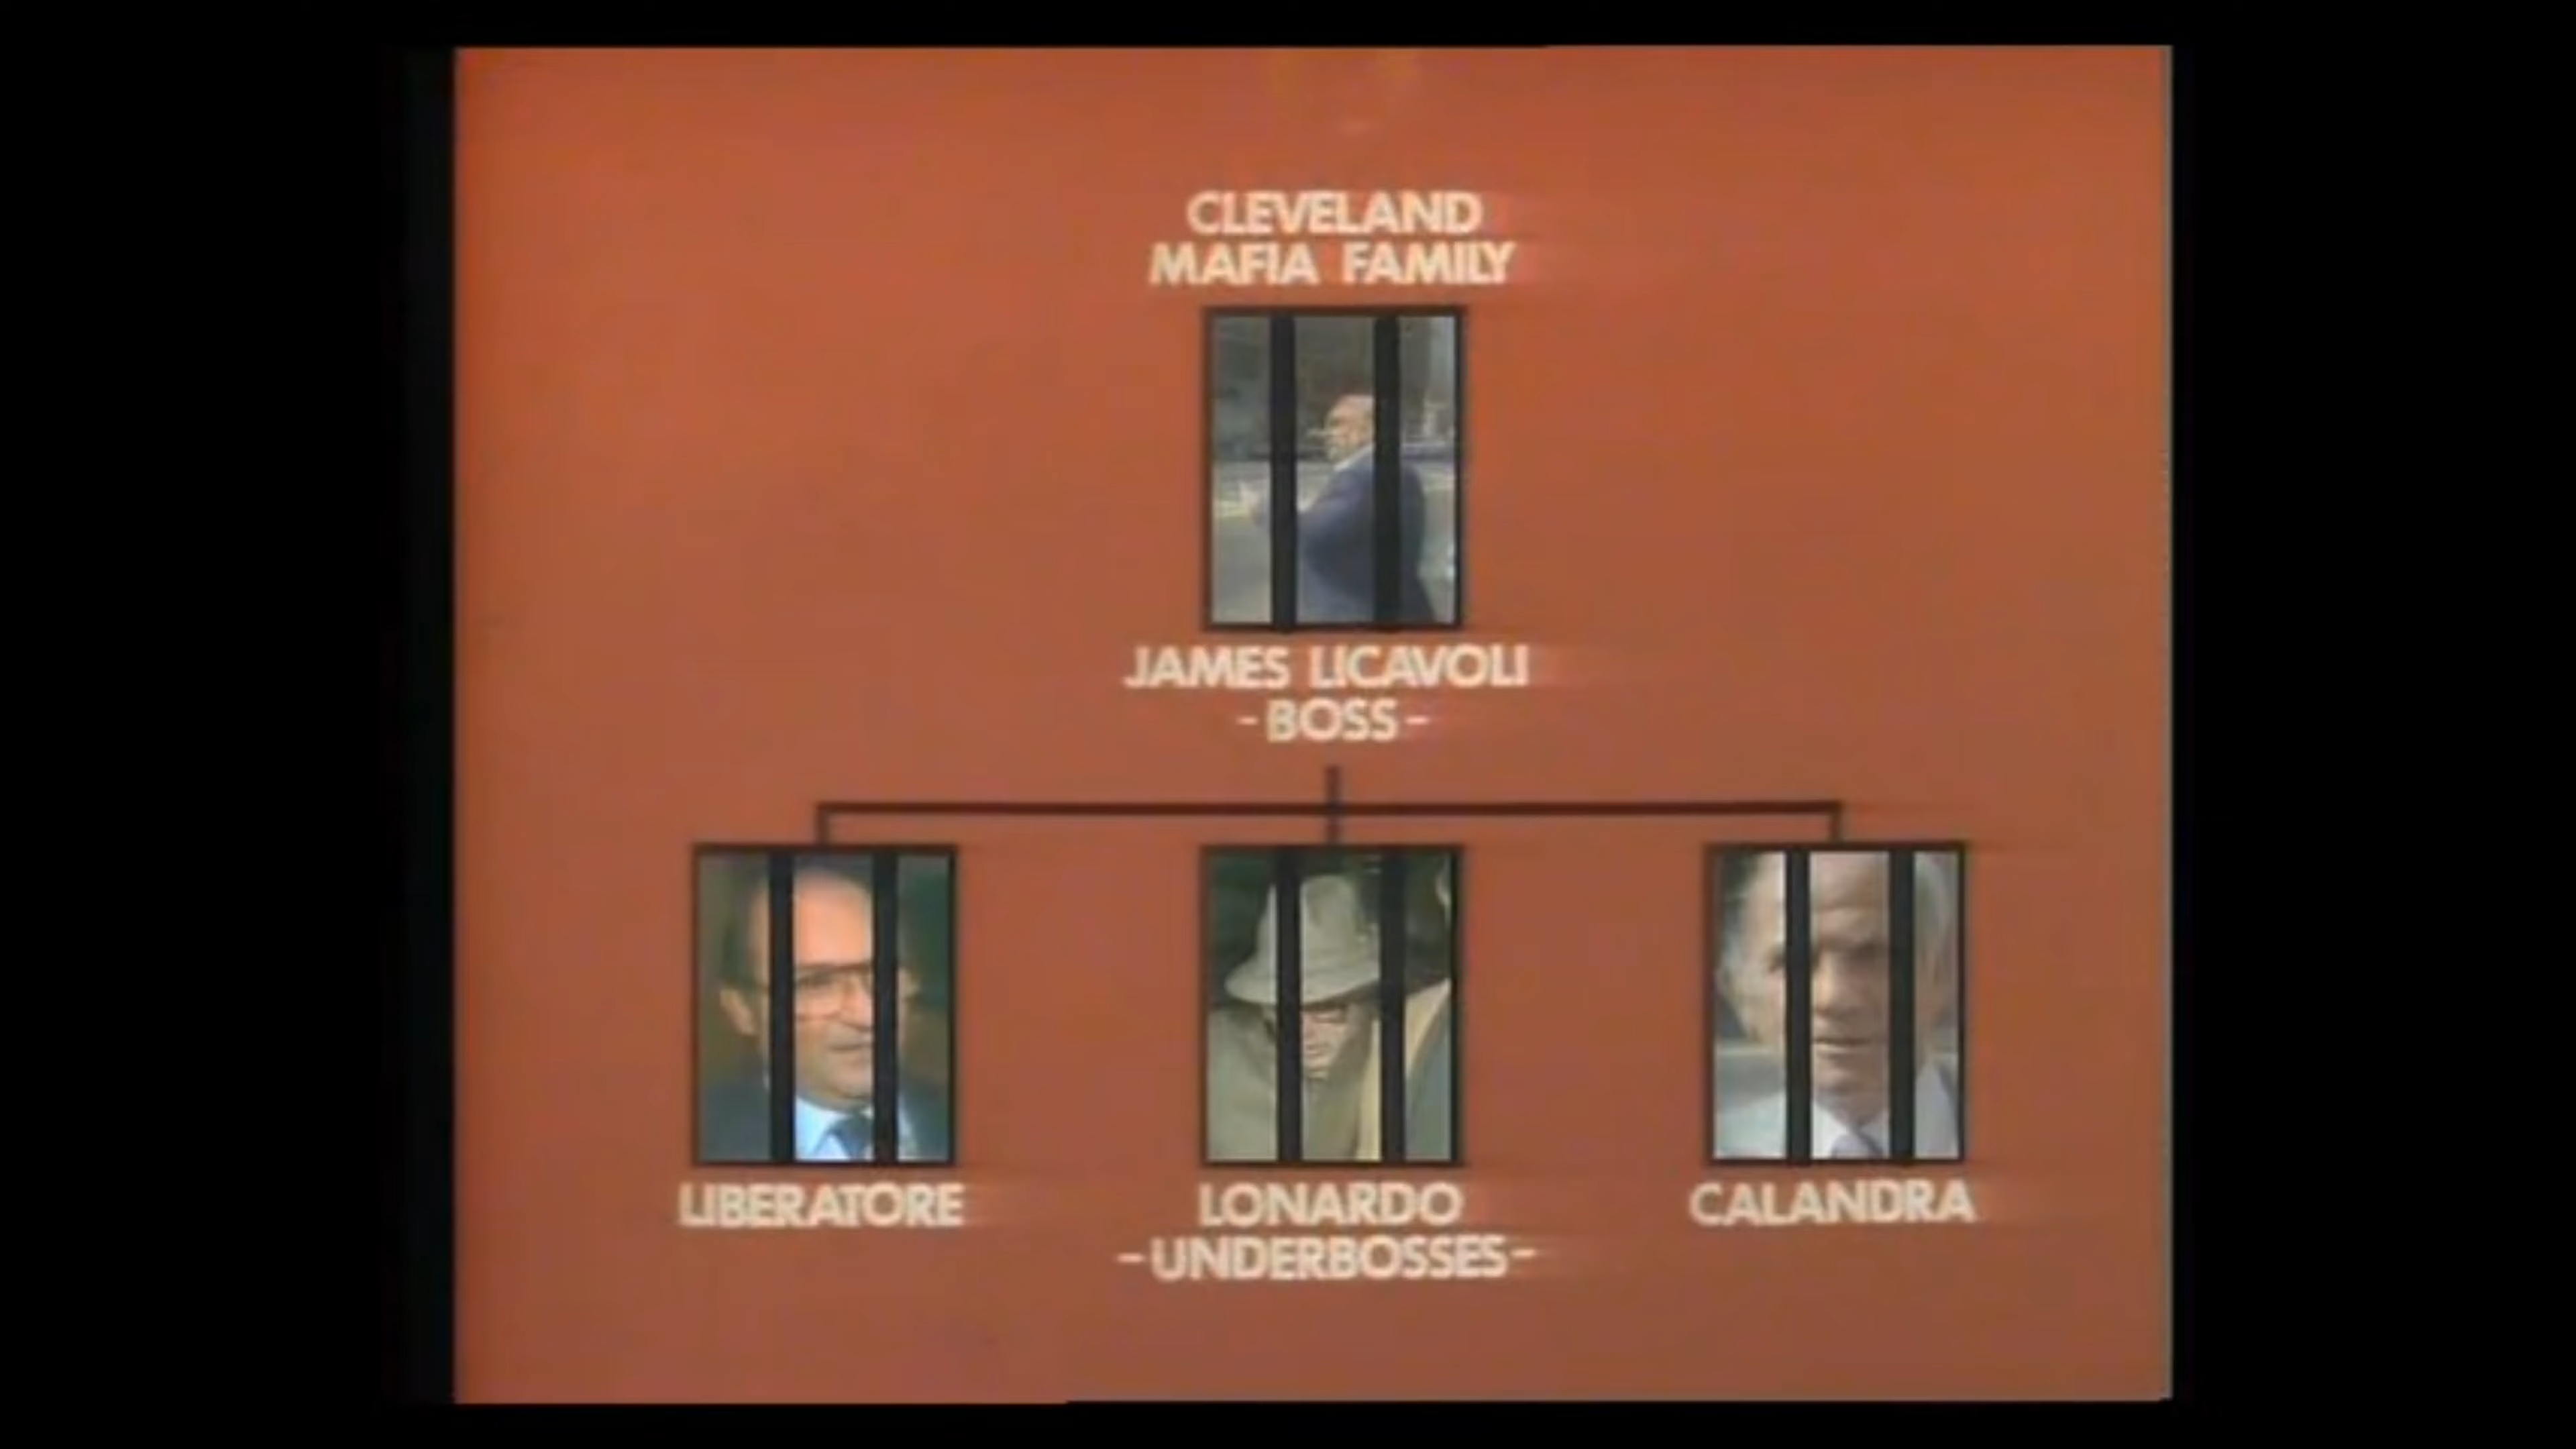 CLEVELAND
MAFIA FAMILY
JAMES LICAVOLI
-BOSS-
LIBERATORE
LONARDO
CALANDRA
-UNDERBOSSES-